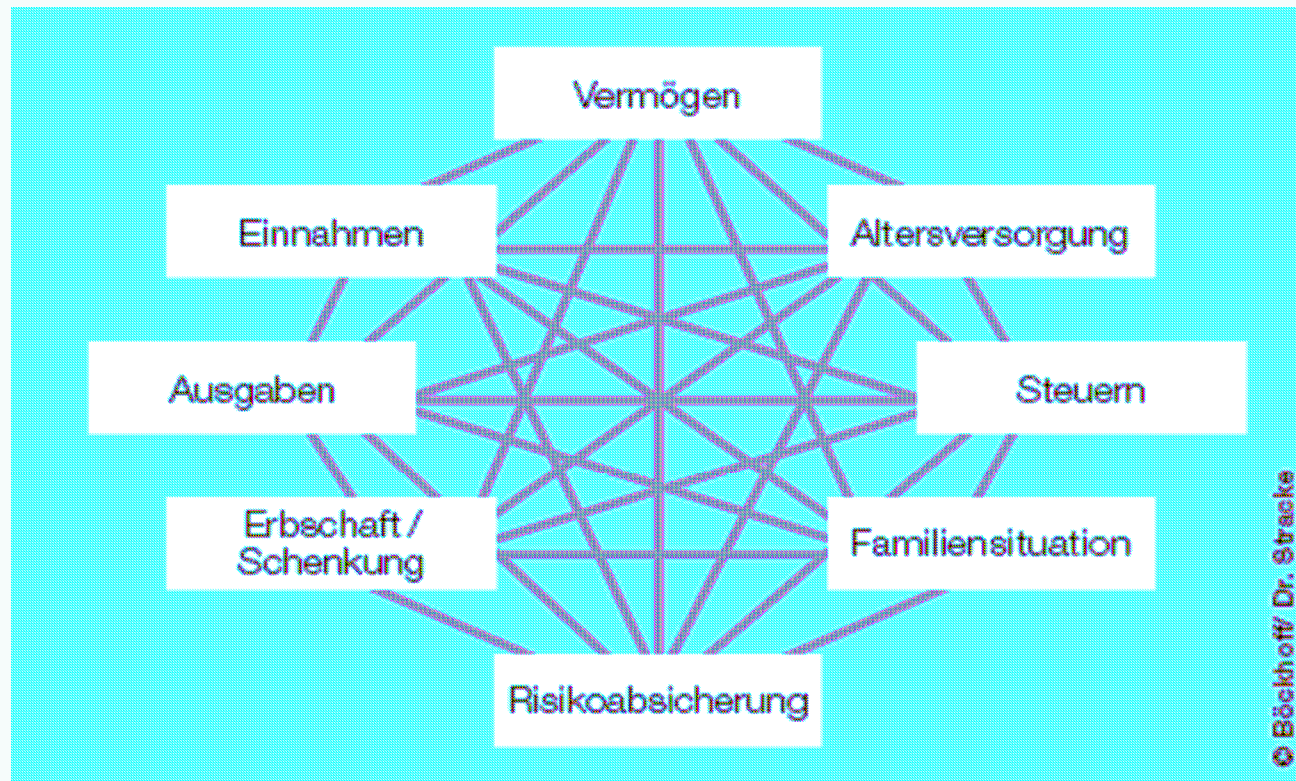 Vermögen
Einnahmen
Altersversorgung
Ausgaben
Steuern
Erbschaft /
Schenkung
Familiensituation
Risikoabsicherung
© Böckhoff/ Dr. Stracke